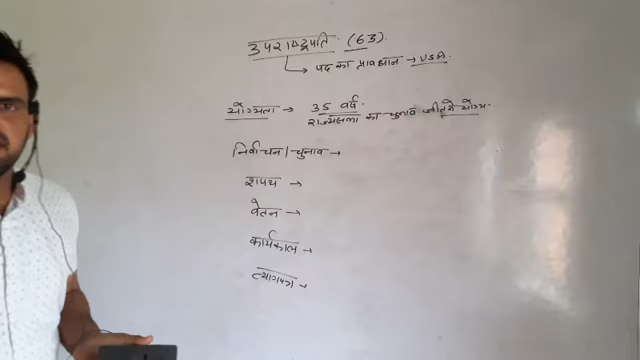 उपराष्ट्रपति (63).
→ पद का प्रावधान → USA.
योग्यता → 35 वर्ष.
राज्यसभा का चुनाव जीतने योग्य.
निर्वाचन/चुनाव →
शपथ →
वेतन →
कार्यकाल →
त्यागपत्र →